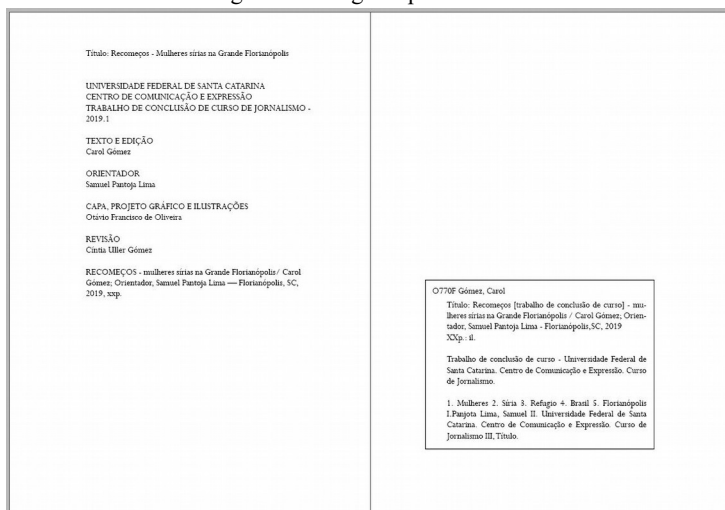 Título: Recomeços - Mulheres sírias na Grande Florianópolis
UNIVERSIDADE FEDERAL DE SANTA CATARINA
CENTRO DE COMUNICAÇÃO E EXPRESSÃO
TRABALHO DE CONCLUSÃO DE CURSO DE JORNALISMO -
2019.1
TEXTO E EDIÇÃO
Carol Gómez
ORIENTADOR
Samuel Pantoja Lima
CAPA, PROJETO GRÁFICO E ILUSTRAÇÕES
Otávio Francisco de Oliveira
REVISÃO
Cíntia Uller Gómez
RECOMEÇOS - mulheres sírias na Grande Florianópolis/ Carol
Gómez; Orientador, Samuel Pantoja Lima — Florianópolis, SC,
2019, xxp.
O770F Gómez, Carol
Título: Recomeços [trabalho de conclusão de curso] - mu-
lheres sírias na Grande Florianópolis / Carol Gómez; Orien-
tador, Samuel Pantoja Lima - Florianópolis,SC, 2019
XXp.: il.
Trabalho de conclusão de curso - Universidade Federal de
Santa Catarina. Centro de Comunicação e Expressão. Curso
de Jornalismo.
1. Mulheres 2. Síria 3. Refugio 4. Brasil 5. Florianópolis
I.Panjota Lima, Samuel II. Universidade Federal de Santa
Catarina. Centro de Comunicação e Expressão. Curso de
Jornalismo III, Título.